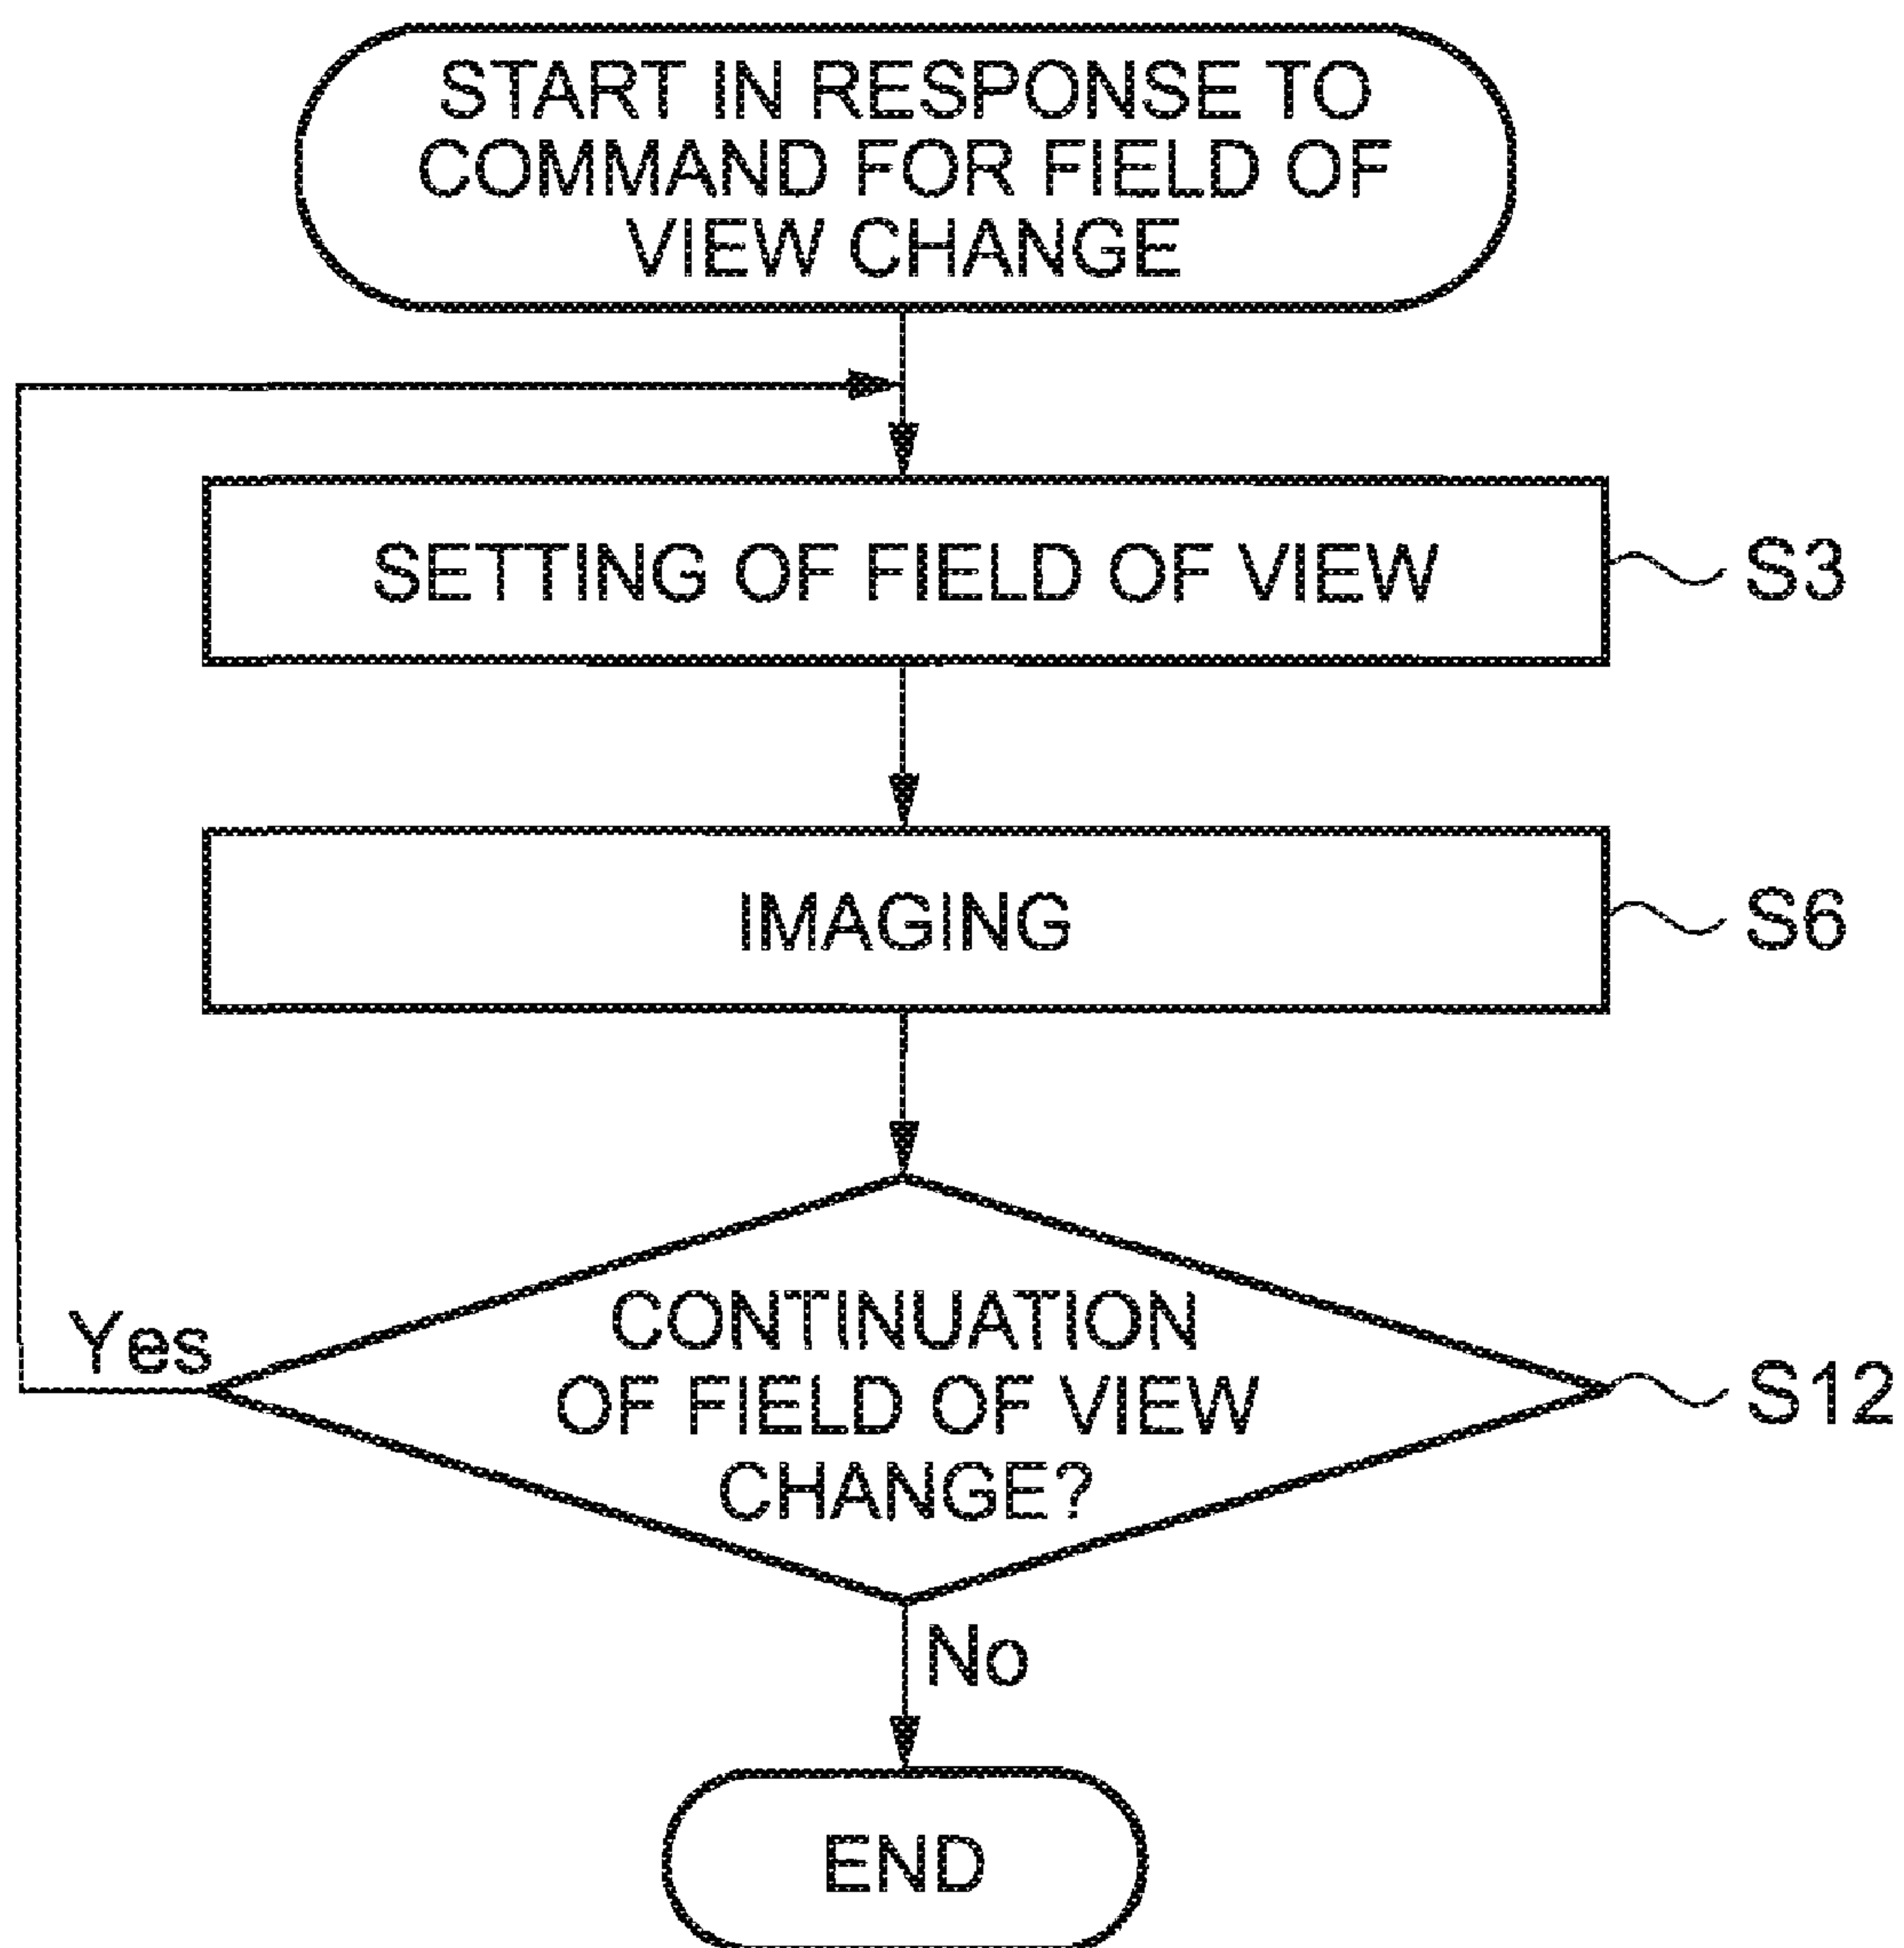 START IN RESPONSE TO
COMMAND FOR FIELD OF
VIEW CHANGE
SETTING OF FIELD OF VIEW
S3
IMAGING
S6
CONTINUATION
OF FIELD OF VIEW
CHANGE?
Yes
S12
No
END